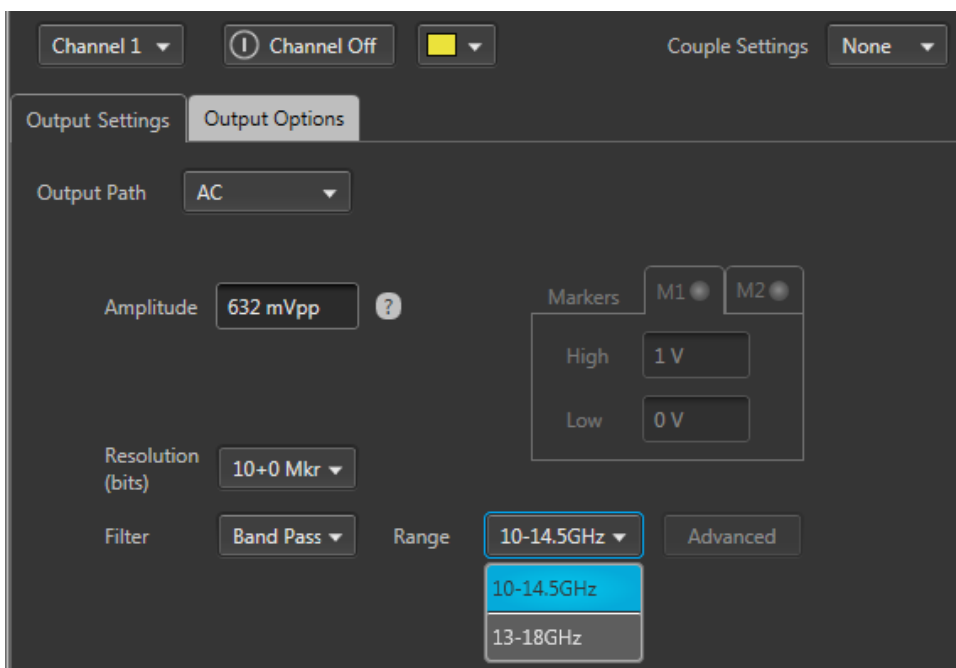 Channel 1
Channel Off
Couple Settings
None
Output Settings
Output Options
Output Path
AC
Amplitude
632 mVpp
?
Markers
M1
M2
High
1 V
Low
0 V
Resolution
(bits)
10+0 Mkr
Filter
Band Pass
Range
10-14.5GHz
Advanced
10-14.5GHz
13-18GHz